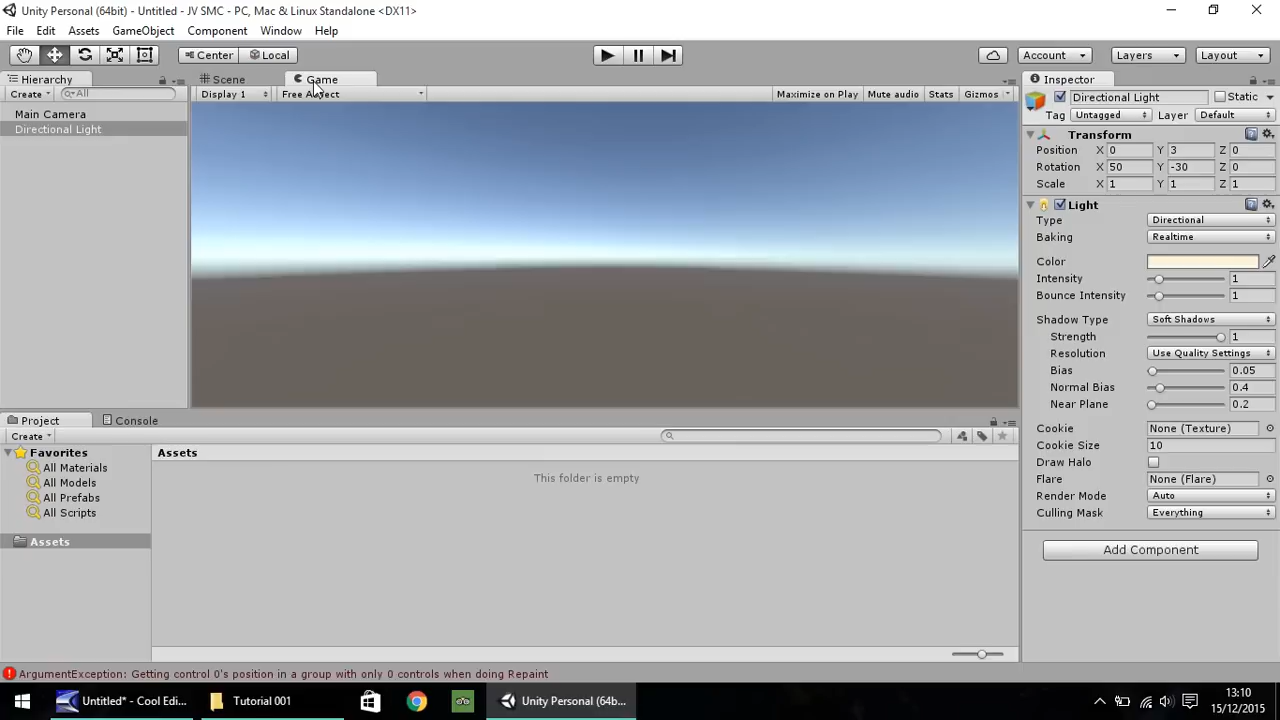 Unity Personal (64bit) - Untitled - JV SMC - PC, Mac & Linux Standalone <DX11>
File Edit Assets GameObject Component Window Help
Center Local Account Layers Layout
Hierarchy Scene Game Inspector
Create All Display 1 Free Aspect Maximize on Play Mute audio Stats Gizmos
Directional Light Static
Tag Untagged Layer Default
Main Camera
Directional Light
Transform
Position X 0 Y 3 Z 0
Rotation X 50 Y -30 Z 0
Scale X 1 Y 1 Z 1
Light
Type Directional
Baking Realtime
Color
Intensity 1
Bounce Intensity 1
Shadow Type Soft Shadows
Strength 1
Resolution Use Quality Settings
Bias 0.05
Normal Bias 0.4
Near Plane 0.2
Cookie None (Texture)
Cookie Size 10
Draw Halo
Flare None (Flare)
Render Mode Auto
Culling Mask Everything
Add Component
Project Console
Create
Favorites
All Materials
All Models
All Prefabs
All Scripts
Assets
Assets
This folder is empty
ArgumentException: Getting control 0's position in a group with only 0 controls when doing Repaint
Untitled* - Cool Edi... Tutorial 001 Unity Personal (64b...
13:10
15/12/2015